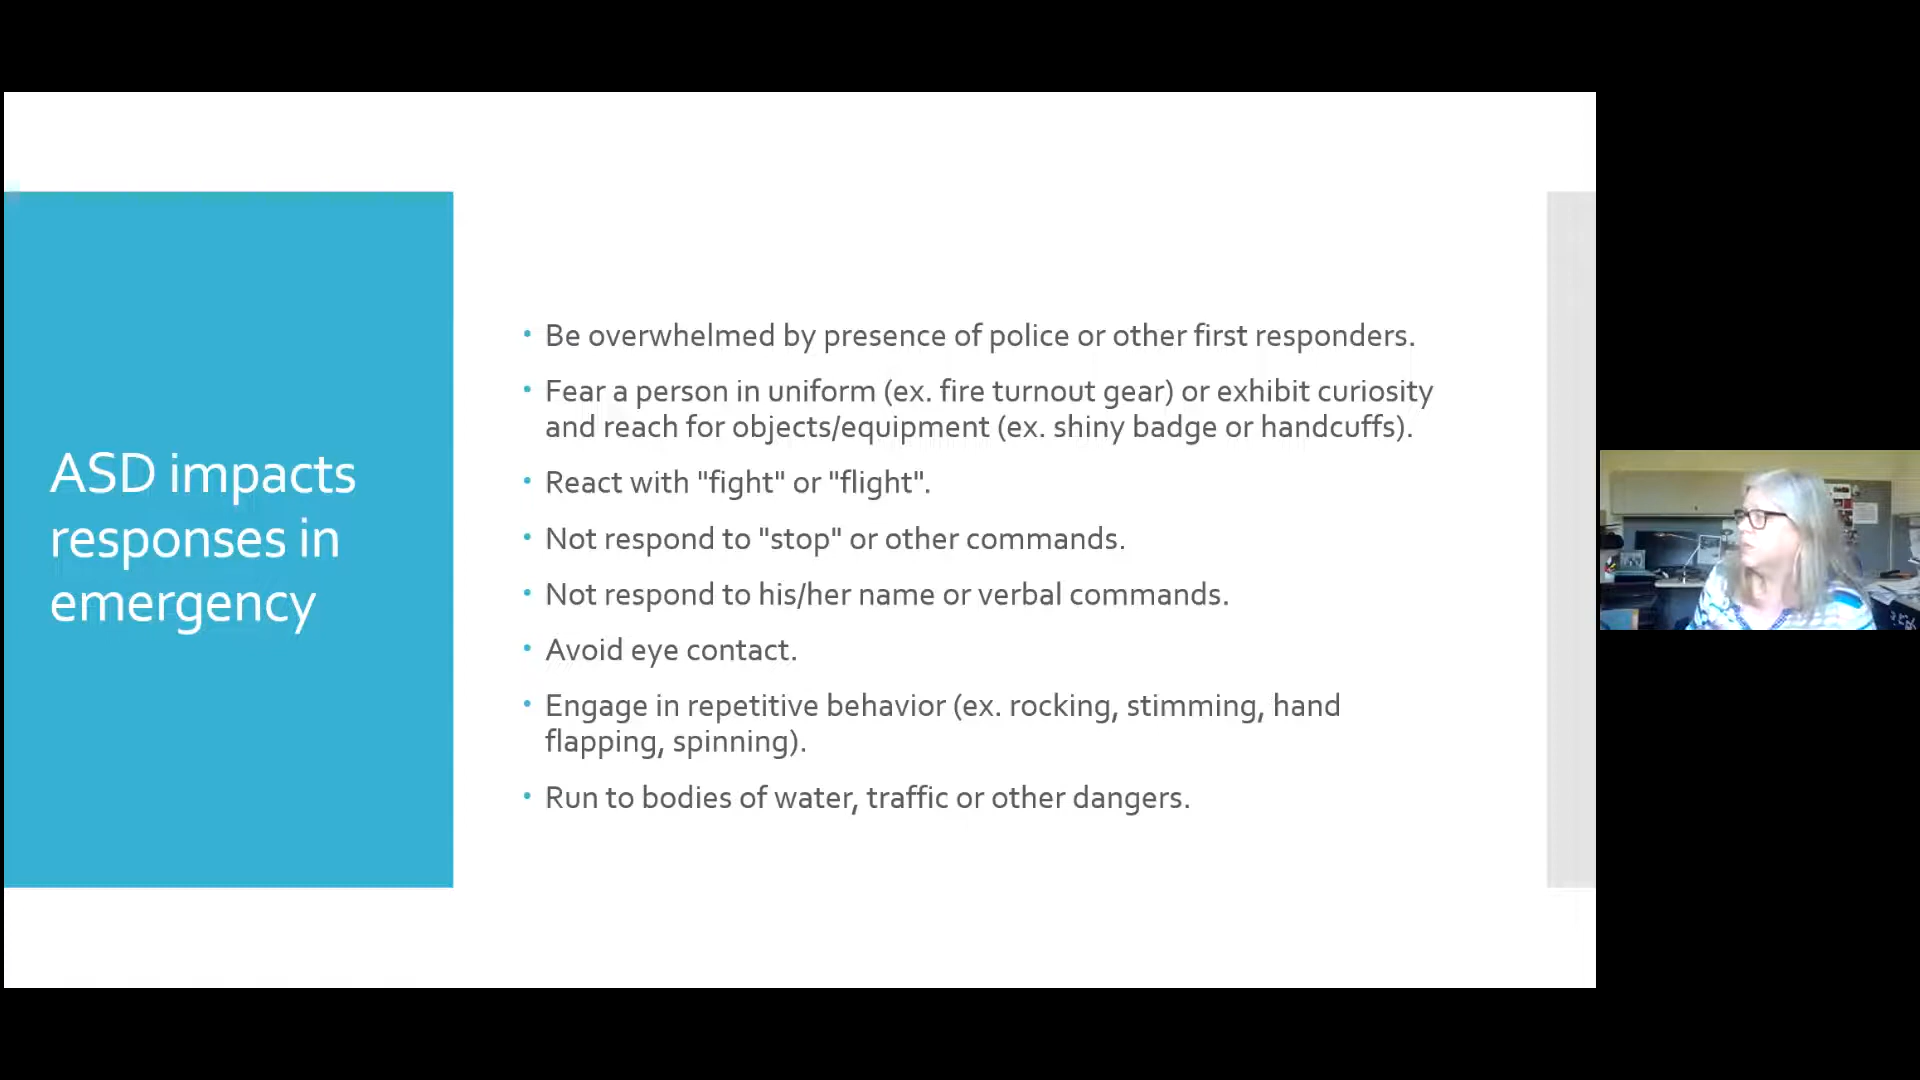 ASD impacts
responses in
emergency
• Be overwhelmed by presence of police or other first responders.
• Fear a person in uniform (ex. fire turnout gear) or exhibit curiosity
and reach for objects/equipment (ex. shiny badge or handcuffs).
• React with "fight" or "flight".
• Not respond to "stop" or other commands.
• Not respond to his/her name or verbal commands.
• Avoid eye contact.
• Engage in repetitive behavior (ex. rocking, stimming, hand
flapping, spinning).
• Run to bodies of water, traffic or other dangers.